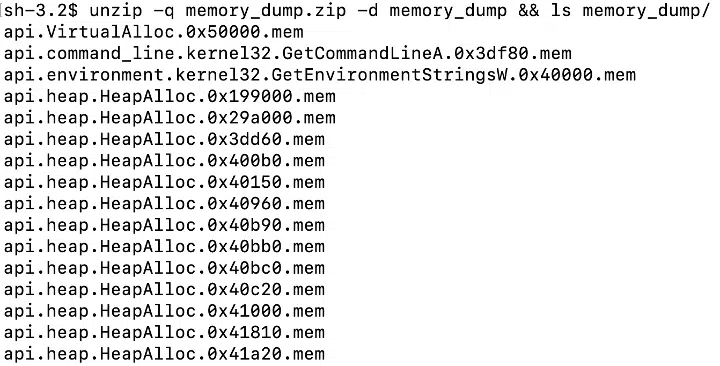 sh-3.2$ unzip -q memory_dump.zip -d memory_dump && ls memory_dump/
api.VirtualAlloc.0x50000.mem
api.command_line.kernel32.GetCommandLineA.0x3df80.mem
api.environment.kernel32.GetEnvironmentStringsW.0x40000.mem
api.heap.HeapAlloc.0x199000.mem
api.heap.HeapAlloc.0x29a000.mem
api.heap.HeapAlloc.0x3dd60.mem
api.heap.HeapAlloc.0x400b0.mem
api.heap.HeapAlloc.0x40150.mem
api.heap.HeapAlloc.0x40960.mem
api.heap.HeapAlloc.0x40b90.mem
api.heap.HeapAlloc.0x40bb0.mem
api.heap.HeapAlloc.0x40bc0.mem
api.heap.HeapAlloc.0x40c20.mem
api.heap.HeapAlloc.0x41000.mem
api.heap.HeapAlloc.0x41810.mem
api.heap.HeapAlloc.0x41a20.mem